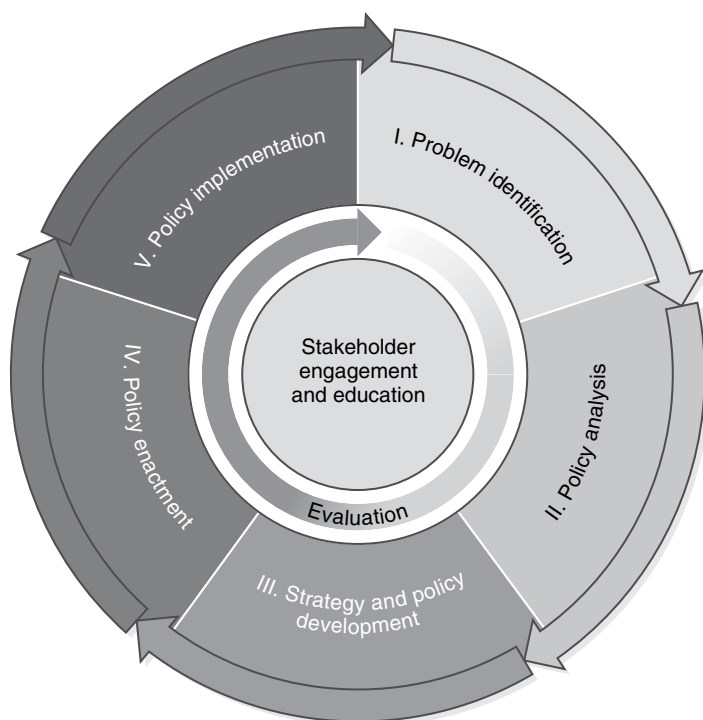 I. Problem identification
II. Policy analysis
III. Strategy and policy
development
IV. Policy enactment
V. Policy implementation
Evaluation
Stakeholder
engagement
and education